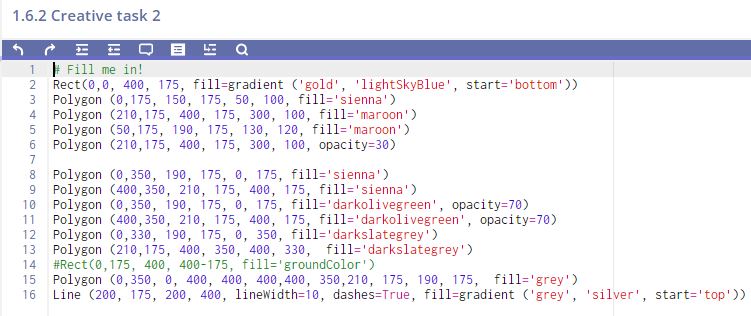 1.6.2 Creative task 2
1 # Fill me in!
2 Rect(0,0, 400, 175, fill=gradient ('gold', 'lightSkyBlue', start='bottom'))
3 Polygon (0,175, 150, 175, 50, 100, fill='sienna')
4 Polygon (210,175, 400, 175, 300, 100, fill='maroon')
5 Polygon (50,175, 190, 175, 130, 120, fill='maroon')
6 Polygon (210,175, 400, 175, 300, 100, opacity=30)
7
8 Polygon (0,350, 190, 175, 0, 175, fill='sienna')
9 Polygon (400,350, 210, 175, 400, 175, fill='sienna')
10 Polygon (0,350, 190, 175, 0, 175, fill='darkolivegreen', opacity=70)
11 Polygon (400,350, 210, 175, 400, 175, fill='darkolivegreen', opacity=70)
12 Polygon (0,330, 190, 175, 0, 350, fill='darkslategrey')
13 Polygon (210,175, 400, 350, 400, 330,  fill='darkslategrey')
14 #Rect(0,175, 400, 400-175, fill='groundColor')
15 Polygon (0,350, 0, 400, 400, 400,400, 350,210, 175, 190, 175,  fill='grey')
16 Line (200, 175, 200, 400, lineWidth=10, dashes=True, fill=gradient ('grey', 'silver', start='top'))